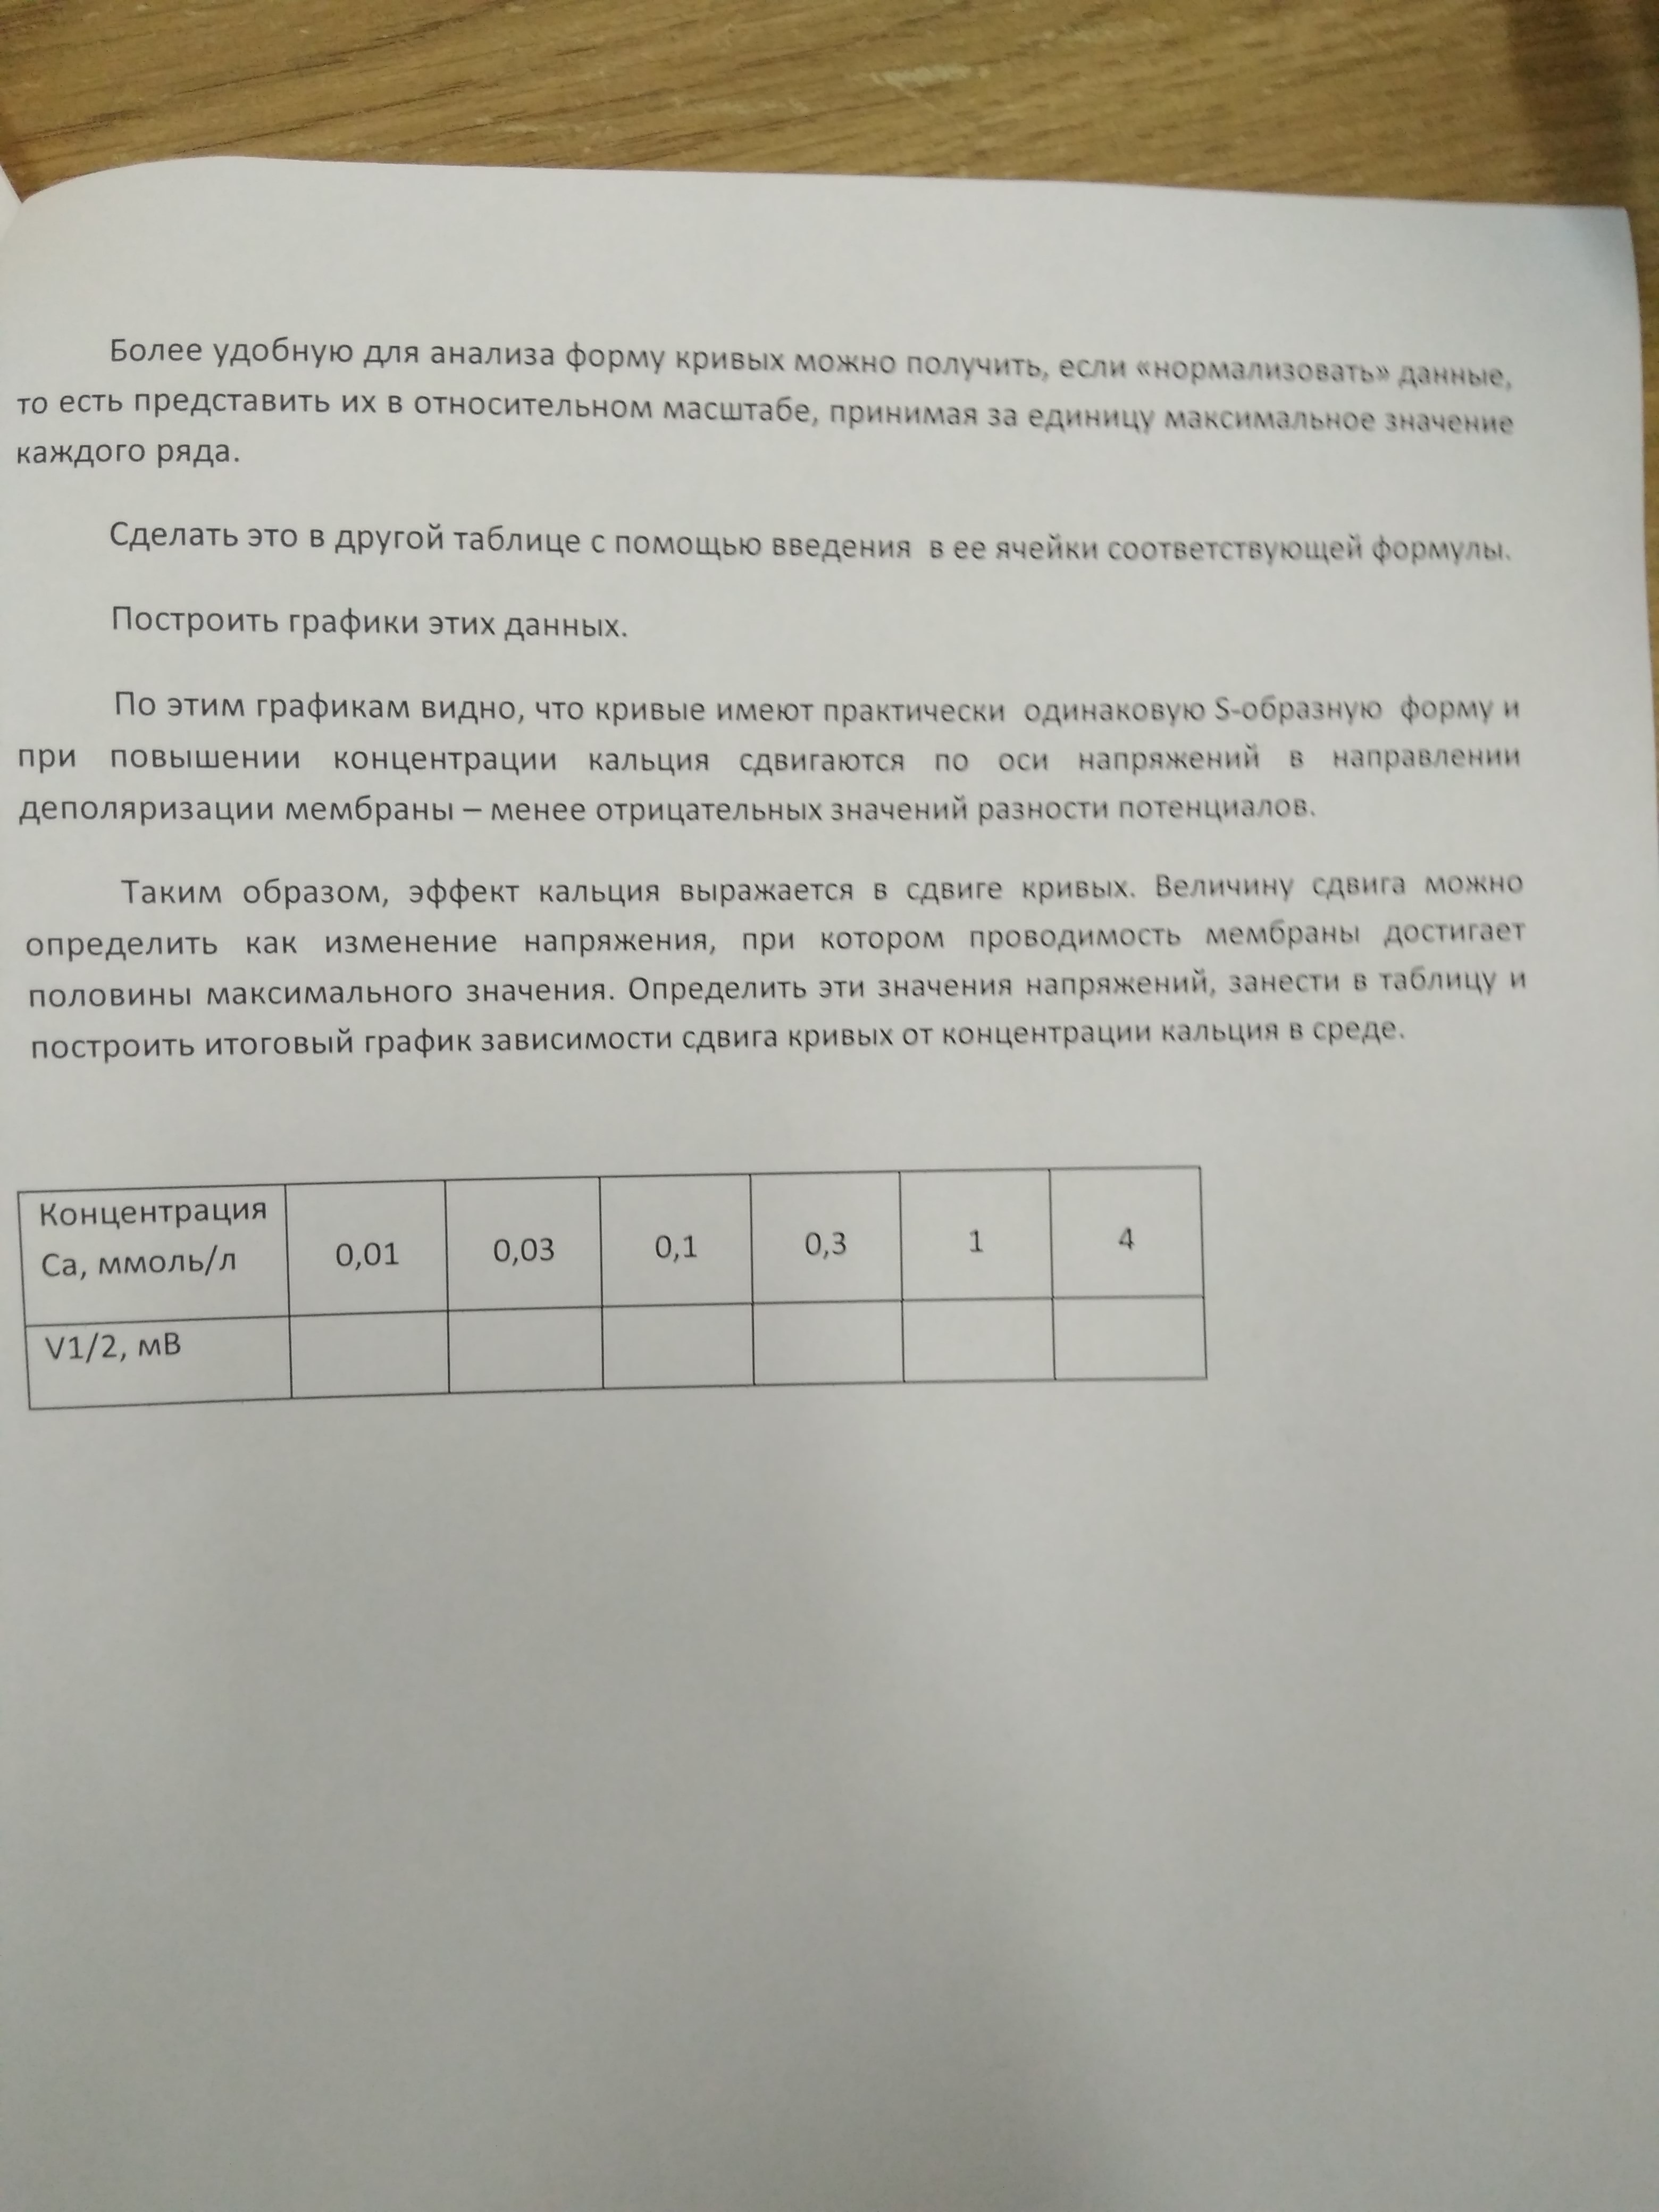 Более удобную для анализа форму кривых можно получить, если «нормализовать» данные,
то есть представить их в относительном масштабе, принимая за единицу максимальное значение
каждого ряда.
Сделать это в другой таблице с помощью введения в ее ячейки соответствующей формулы.
Построить графики этих данных.
По этим графикам видно, что кривые имеют практически одинаковую S-образную форму и
при повышении концентрации кальция сдвигаются по оси напряжений в направлении
деполяризации мембраны – менее отрицательных значений разности потенциалов.
Таким образом, эффект кальция выражается в сдвиге кривых. Величину сдвига можно
определить как изменение напряжения, при котором проводимость мембраны достигает
половины максимального значения. Определить эти значения напряжений, занести в таблицу и
построить итоговый график зависимости сдвига кривых от концентрации кальция в среде.
Концентрация
Са, ммоль/л 0,01 0,03 0,1 0,3 1 4
V1/2, мВ